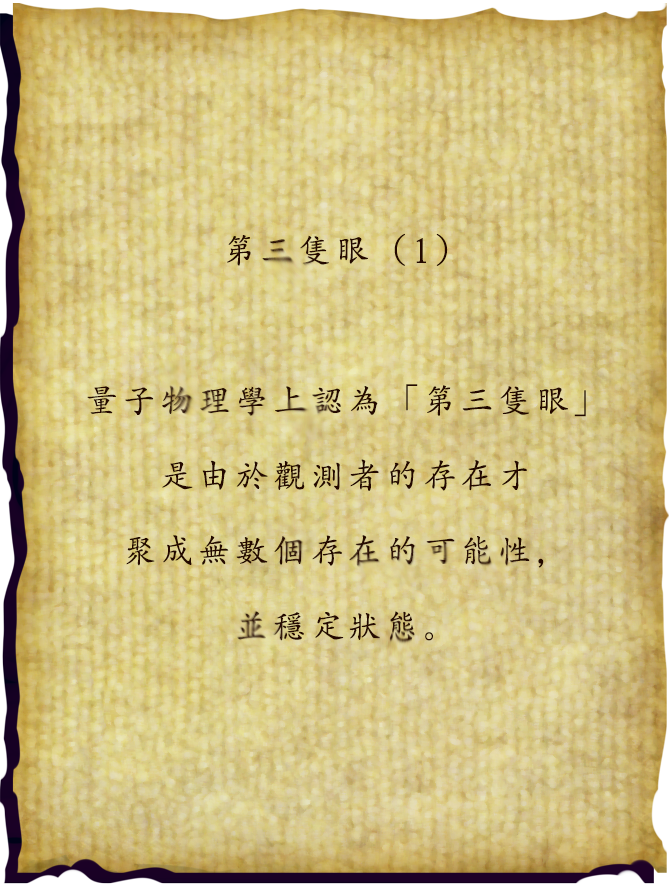 第三隻眼（1）
量子物理學上認為「第三隻眼」
是由於觀測者的存在才
聚成無數個存在的可能性，
並穩定狀態。